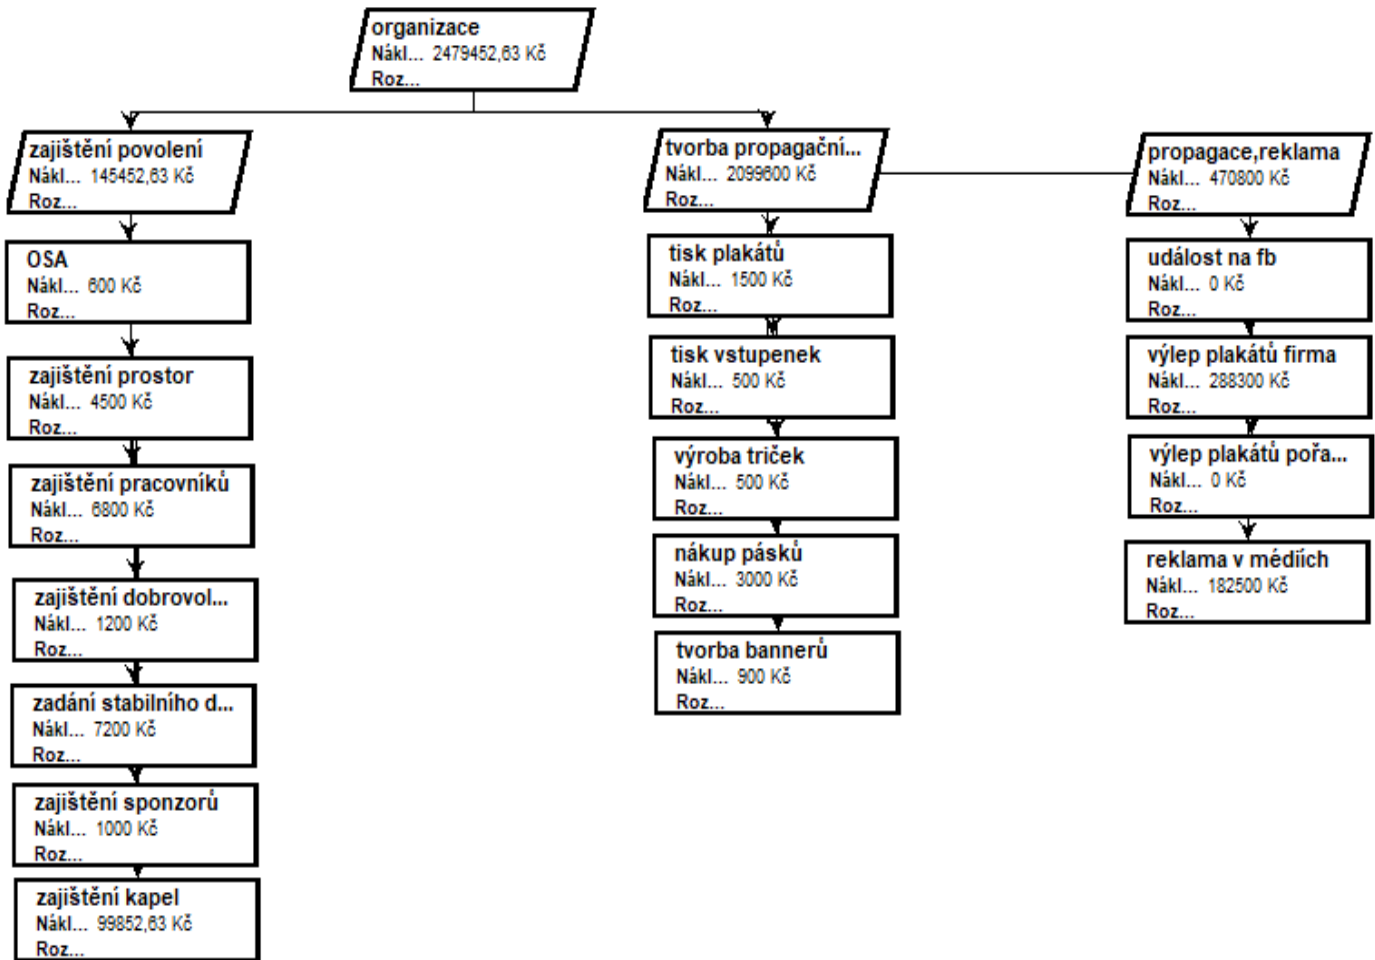 organizace
Nákl... 2479452,63 Kč
Roz...
zajištění povolení
Nákl... 145452,63 Kč
Roz...
OSA
Nákl... 600 Kč
Roz...
zajištění prostor
Nákl... 4500 Kč
Roz...
zajištění pracovníků
Nákl... 6800 Kč
Roz...
zajištění dobrovol...
Nákl... 1200 Kč
Roz...
zadání stabilního d...
Nákl... 7200 Kč
Roz...
zajištění sponzorů
Nákl... 1000 Kč
Roz...
zajištění kapel
Nákl... 99852,63 Kč
Roz...
tvorba propagační...
Nákl... 2099600 Kč
Roz...
tisk plakátů
Nákl... 1500 Kč
Roz...
tisk vstupenek
Nákl... 500 Kč
Roz...
výroba triček
Nákl... 500 Kč
Roz...
nákup pásků
Nákl... 3000 Kč
Roz...
tvorba bannerů
Nákl... 900 Kč
Roz...
propagace,reklama
Nákl... 470800 Kč
Roz...
událost na fb
Nákl... 0 Kč
Roz...
výlep plakátů firma
Nákl... 288300 Kč
Roz...
výlep plakátů pořa...
Nákl... 0 Kč
Roz...
reklama v médiích
Nákl... 182500 Kč
Roz...